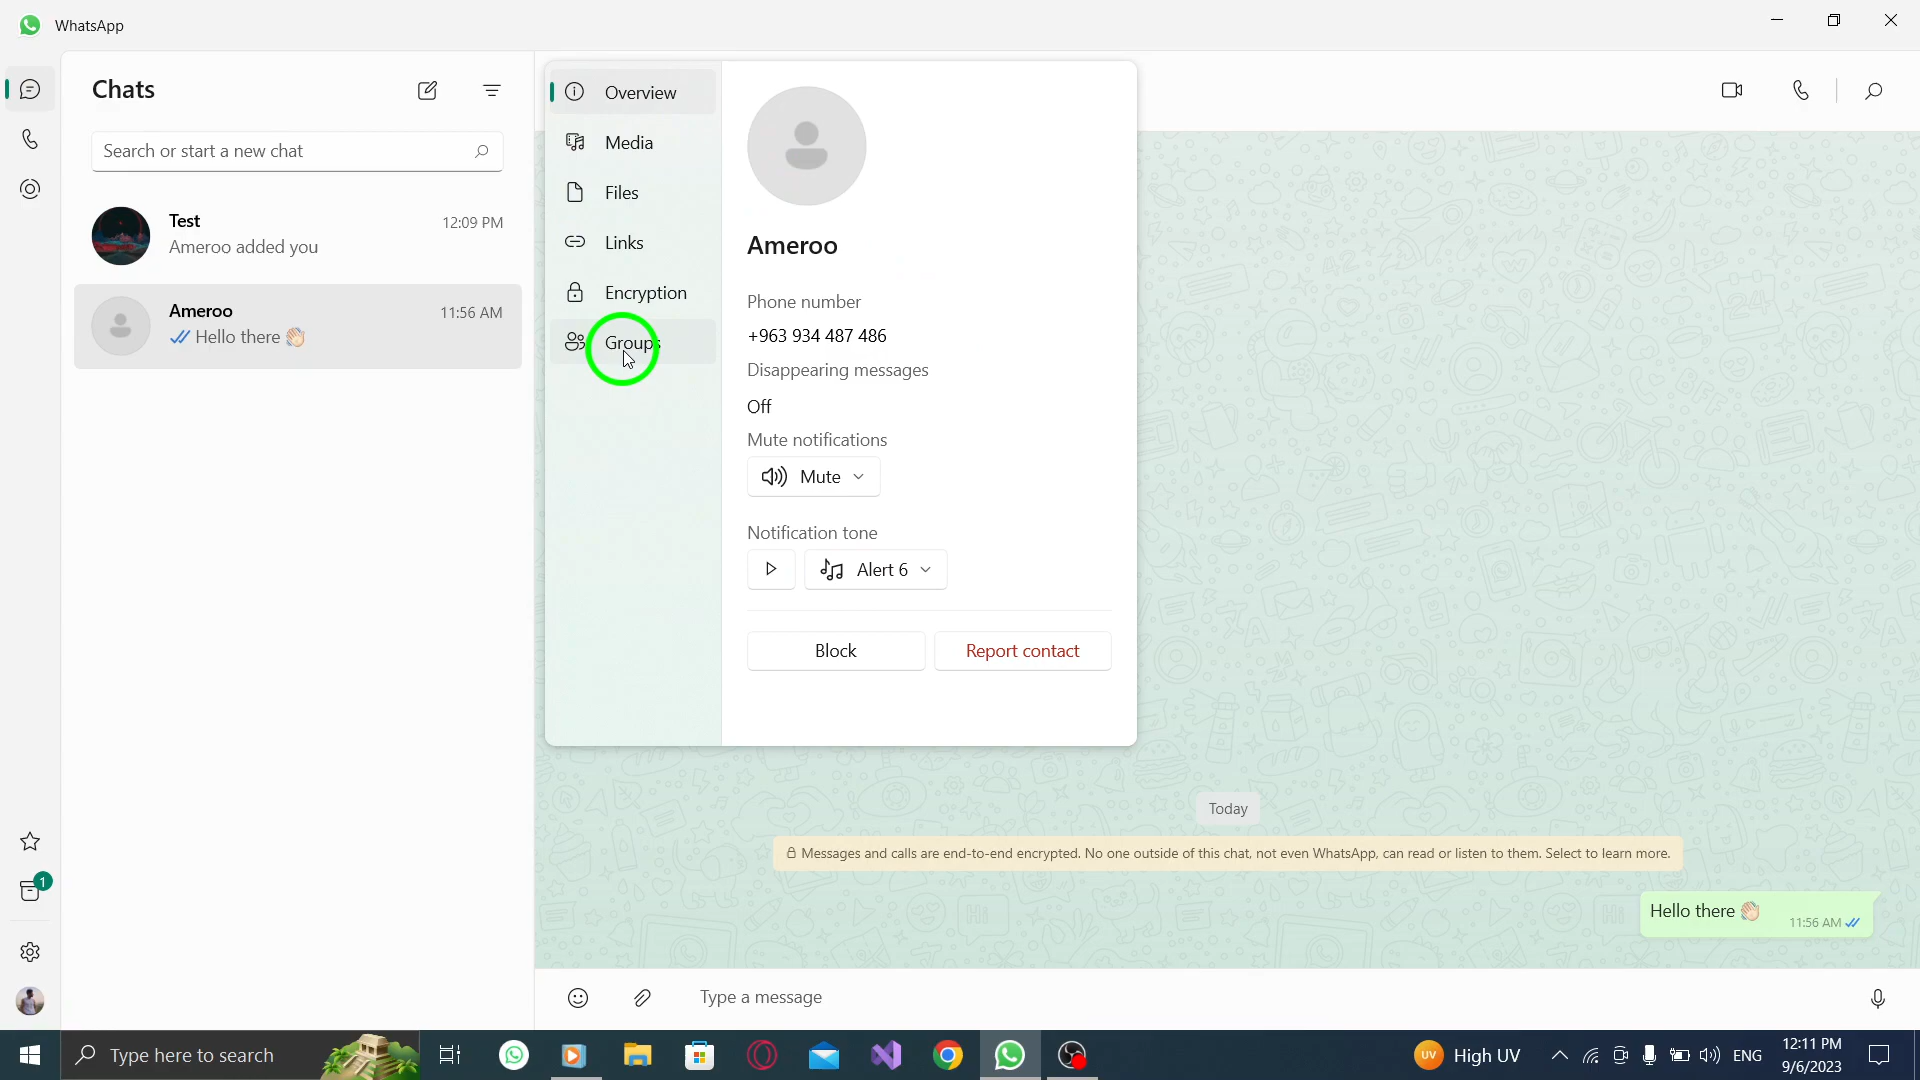 WhatsApp
Chats
Search or start a new chat
Test
12:09 PM
Ameroo added you
Ameroo
11:56 AM
Hello there 👋🏻
1
Overview
Media
Files
Links
Encryption
Groups
Ameroo
Phone number
+963 934 487 486
Disappearing messages
Off
Mute notifications
Mute
Notification tone
Alert 6
Block
Report contact
Today
Messages and calls are end-to-end encrypted. No one outside of this chat, not even WhatsApp, can read or listen to them. Select to learn more.
Hello there 👋🏻
11:56 AM
Type a message
Type here to search
UV
High UV
ENG
12:11 PM
9/6/2023